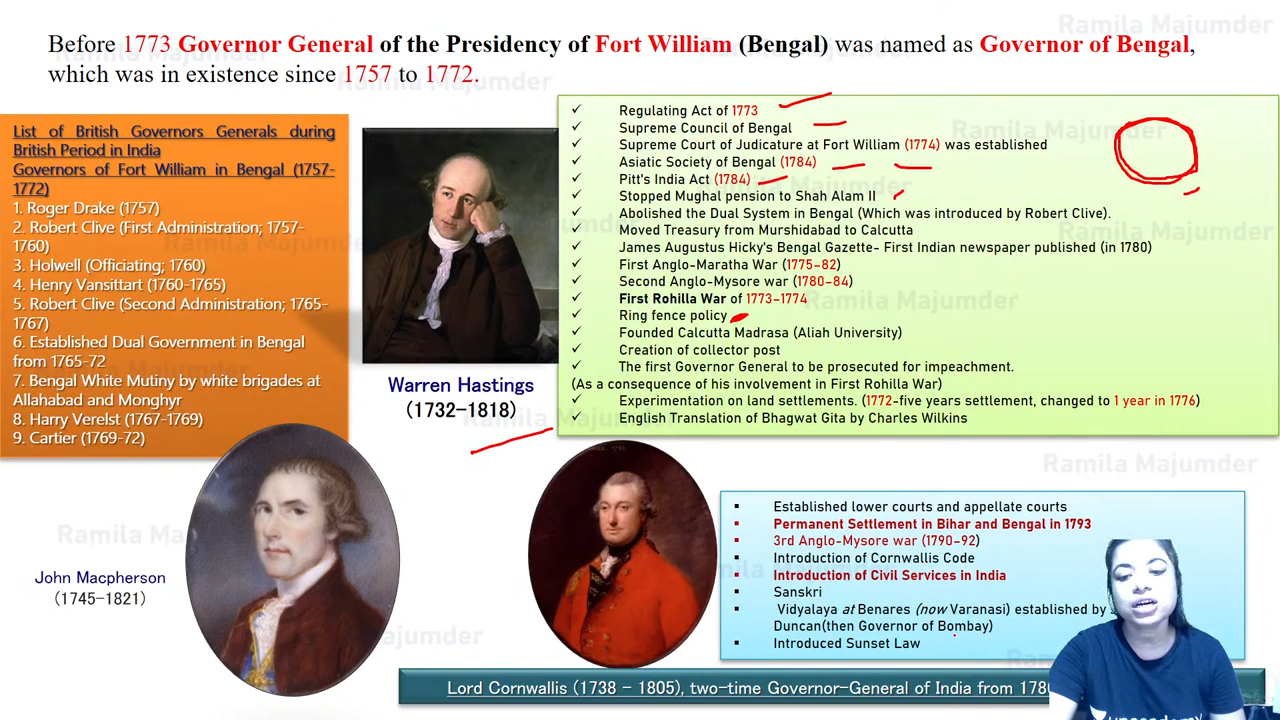 Before 1773 Governor General of the Presidency of Fort William (Bengal) was named as Governor of Bengal,
which was in existence since 1757 to 1772.
List of British Governors Generals during
British Period in India
Governors of Fort William in Bengal (1757-
1772)
1. Roger Drake (1757)
2. Robert Clive (First Administration; 1757-
1760)
3. Holwell (Officiating; 1760)
4. Henry Vansittart (1760-1765)
5. Robert Clive (Second Administration; 1765-
1767)
6. Established Dual Government in Bengal
from 1765-72
7. Bengal White Mutiny by white brigades at
Allahabad and Monghyr
8. Harry Verelst (1767-1769)
9. Cartier (1769-72)
Warren Hastings
(1732-1818)
✓ Regulating Act of 1773
✓ Supreme Council of Bengal
✓ Supreme Court of Judicature at Fort William (1774) was established
✓ Asiatic Society of Bengal (1784)
✓ Pitt's India Act (1784)
✓ Stopped Mughal pension to Shah Alam II
✓ Abolished the Dual System in Bengal (Which was introduced by Robert Clive).
✓ Moved Treasury from Murshidabad to Calcutta
✓ James Augustus Hicky's Bengal Gazette- First Indian newspaper published (in 1780)
✓ First Anglo-Maratha War (1775-82)
✓ Second Anglo-Mysore war (1780-84)
✓ First Rohilla War of 1773-1774
✓ Ring fence policy
✓ Founded Calcutta Madrasa (Aliah University)
✓ Creation of collector post
✓ The first Governor General to be prosecuted for impeachment.
(As a consequence of his involvement in First Rohilla War)
✓ Experimentation on land settlements. (1772-five years settlement, changed to 1 year in 1776)
✓ English Translation of Bhagwat Gita by Charles Wilkins
John Macpherson
(1745-1821)
▪ Established lower courts and appellate courts
▪ Permanent Settlement in Bihar and Bengal in 1793
▪ 3rd Anglo-Mysore war (1790-92)
▪ Introduction of Cornwallis Code
▪ Introduction of Civil Services in India
▪ Sanskri
▪ Vidyalaya at Benares (now Varanasi) established by
Duncan(then Governor of Bombay)
▪ Introduced Sunset Law
Lord Cornwallis (1738 – 1805), two-time Governor-General of India from
Ramila Majumder
Ramila Majumder
Ramila Majumder
Ramila Majumder
Ramila Majumder